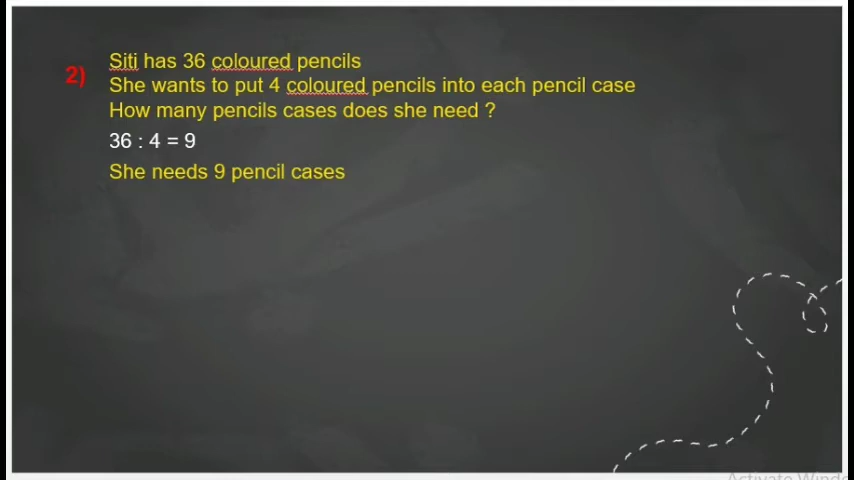 2)
Siti has 36 coloured pencils
She wants to put 4 coloured pencils into each pencil case
How many pencils cases does she need ?
36 : 4 = 9
She needs 9 pencil cases